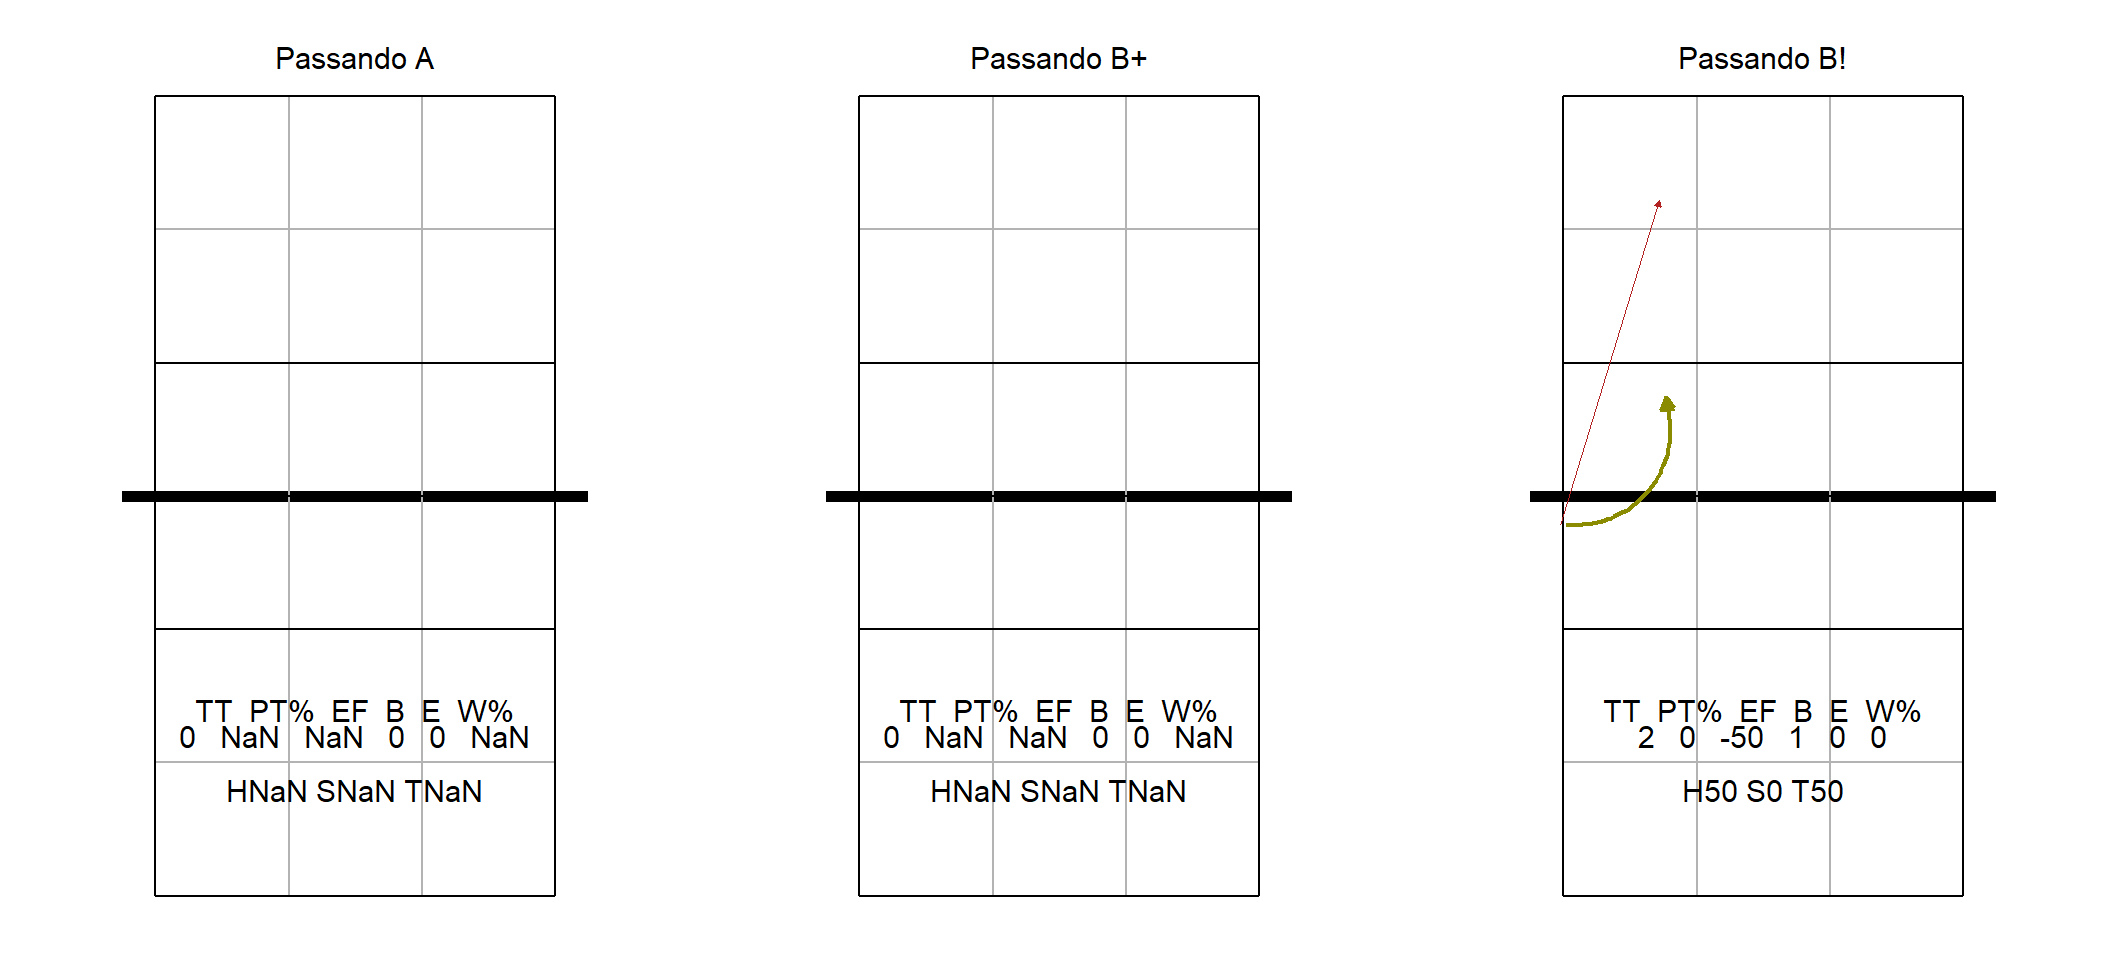 Passando A
TT PT% EF B E W%
0 NaN NaN 0 0 NaN
HNaN SNaN TNaN
Passando B+
TT PT% EF B E W%
0 NaN NaN 0 0 NaN
HNaN SNaN TNaN
Passando B!
TT PT% EF B E W%
2 0 -50 1 0 0
H50 S0 T50